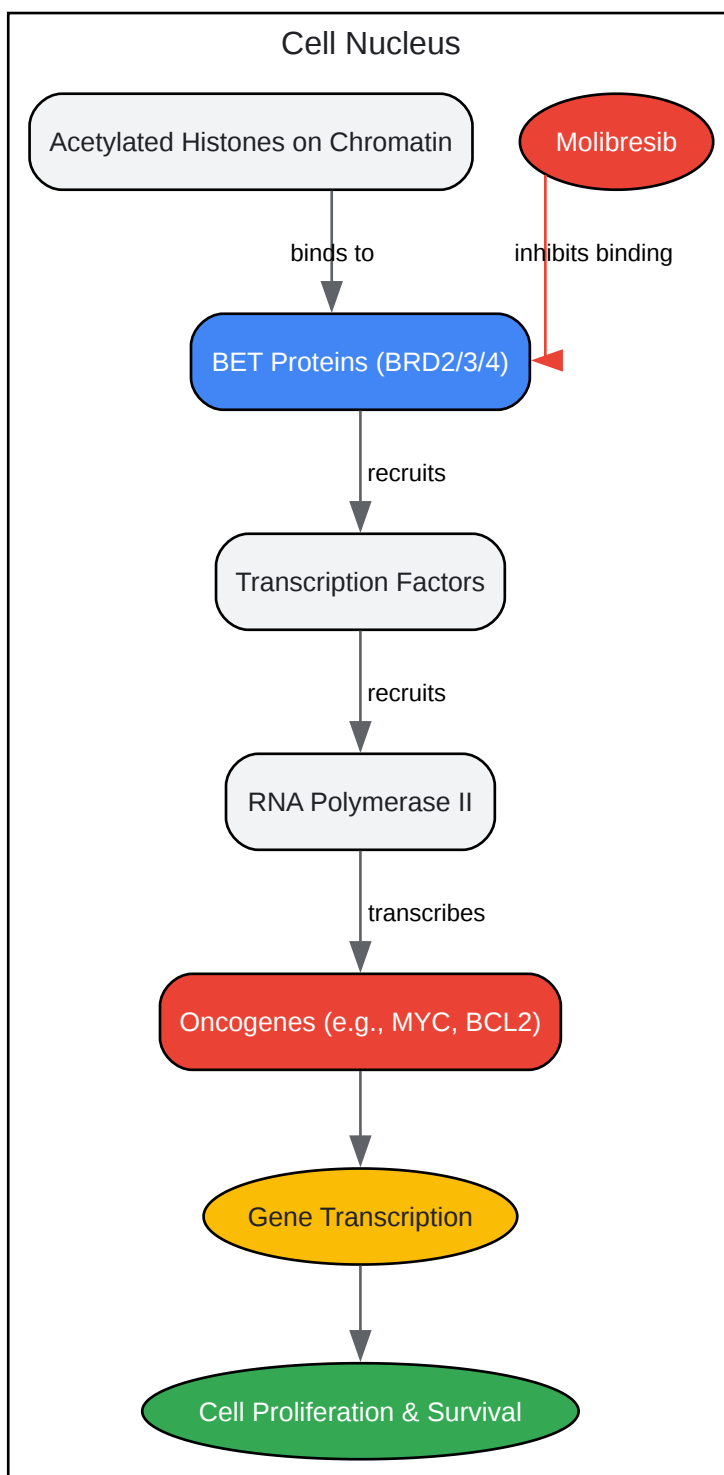 Cell Nucleus
Acetylated Histones on Chromatin
Molibresib
binds to
inhibits binding
BET Proteins (BRD2/3/4)
recruits
Transcription Factors
recruits
RNA Polymerase II
transcribes
Oncogenes (e.g., MYC, BCL2)
Gene Transcription
Cell Proliferation & Survival